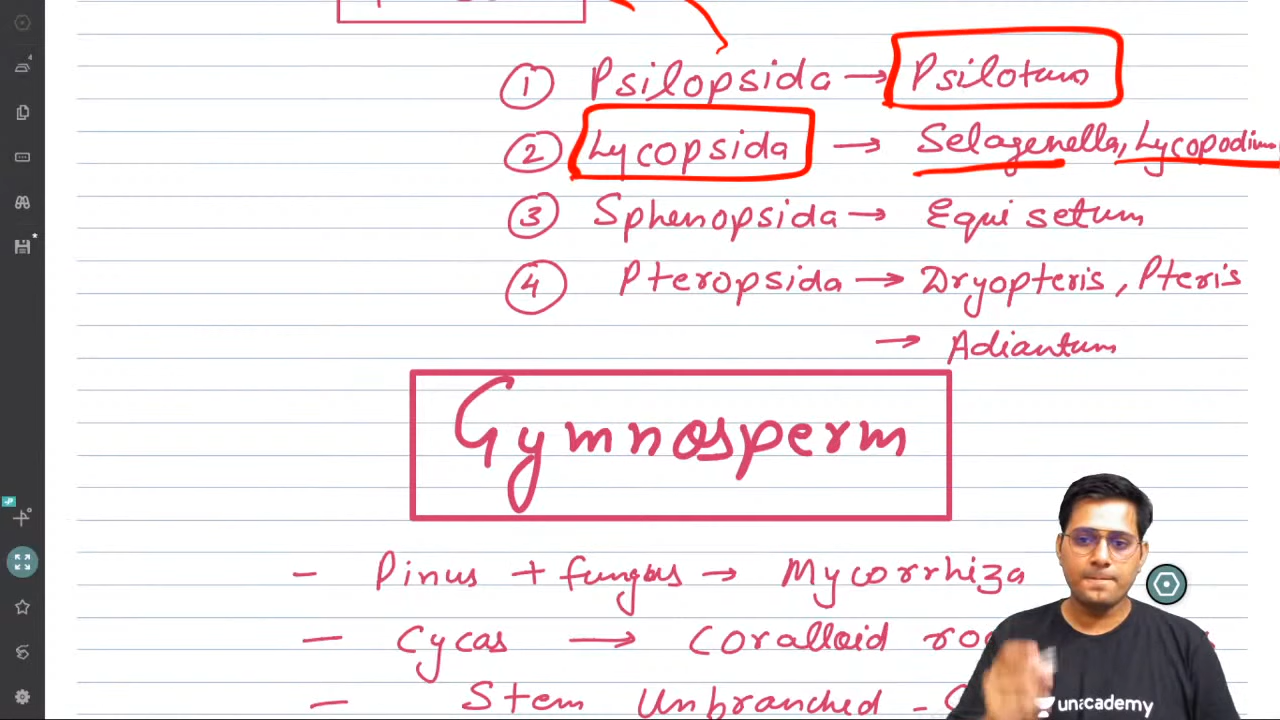 ① Psilopsida → Psilotum
② Lycopsida → Selagenella, Lycopodium
③ Sphenopsida → Equisetum
④ Pteropsida → Dryopteris, Pteris
→ Adiantum
Gymnosperm
- Pinus + fungus → Mycorrhiza
- Cycas → Coralloid
- Stem Unbranched -
unacademy